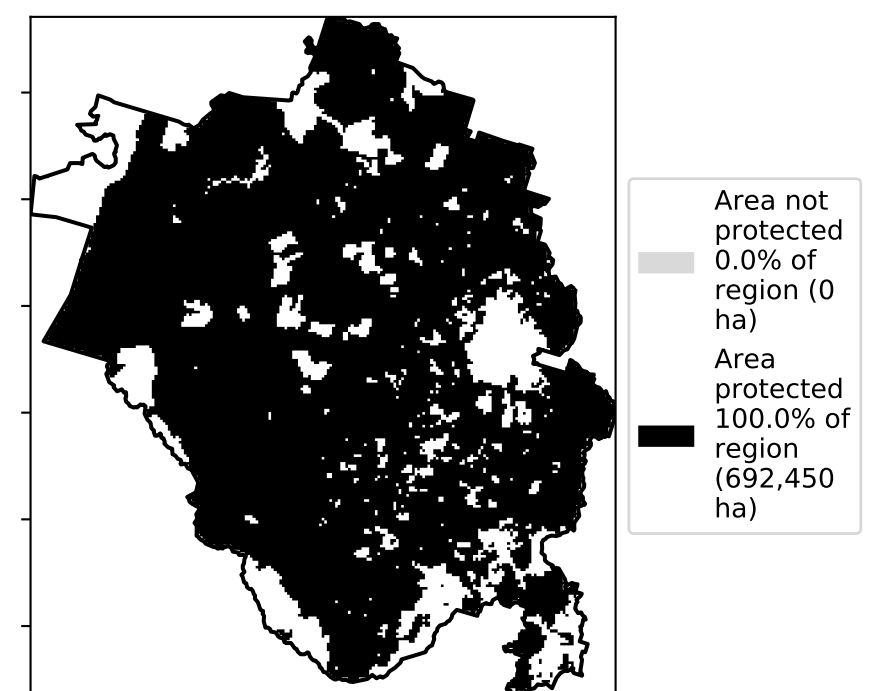 Area not
protected
0.0% of
region (0
ha)
Area
protected
100.0% of
region
(692,450
ha)